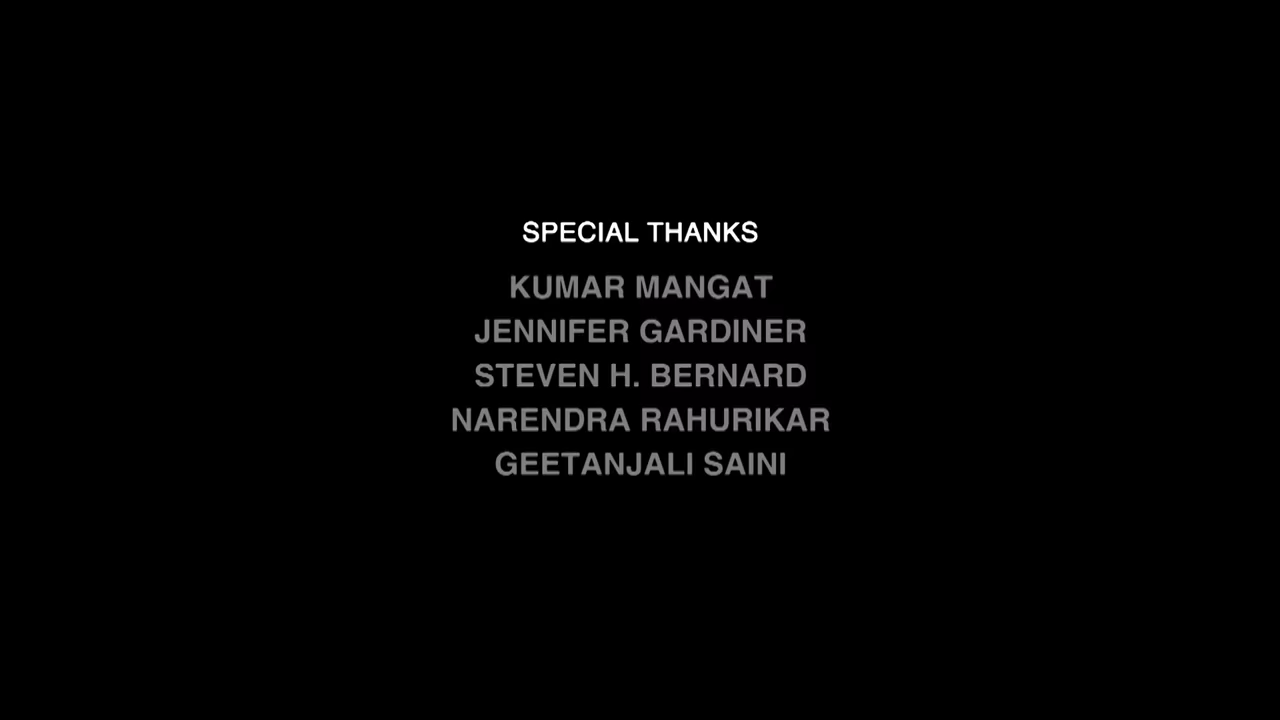 SPECIAL THANKS
KUMAR MANGAT
JENNIFER GARDINER
STEVEN H. BERNARD
NARENDRA RAHURIKAR
GEETANJALI SAINI